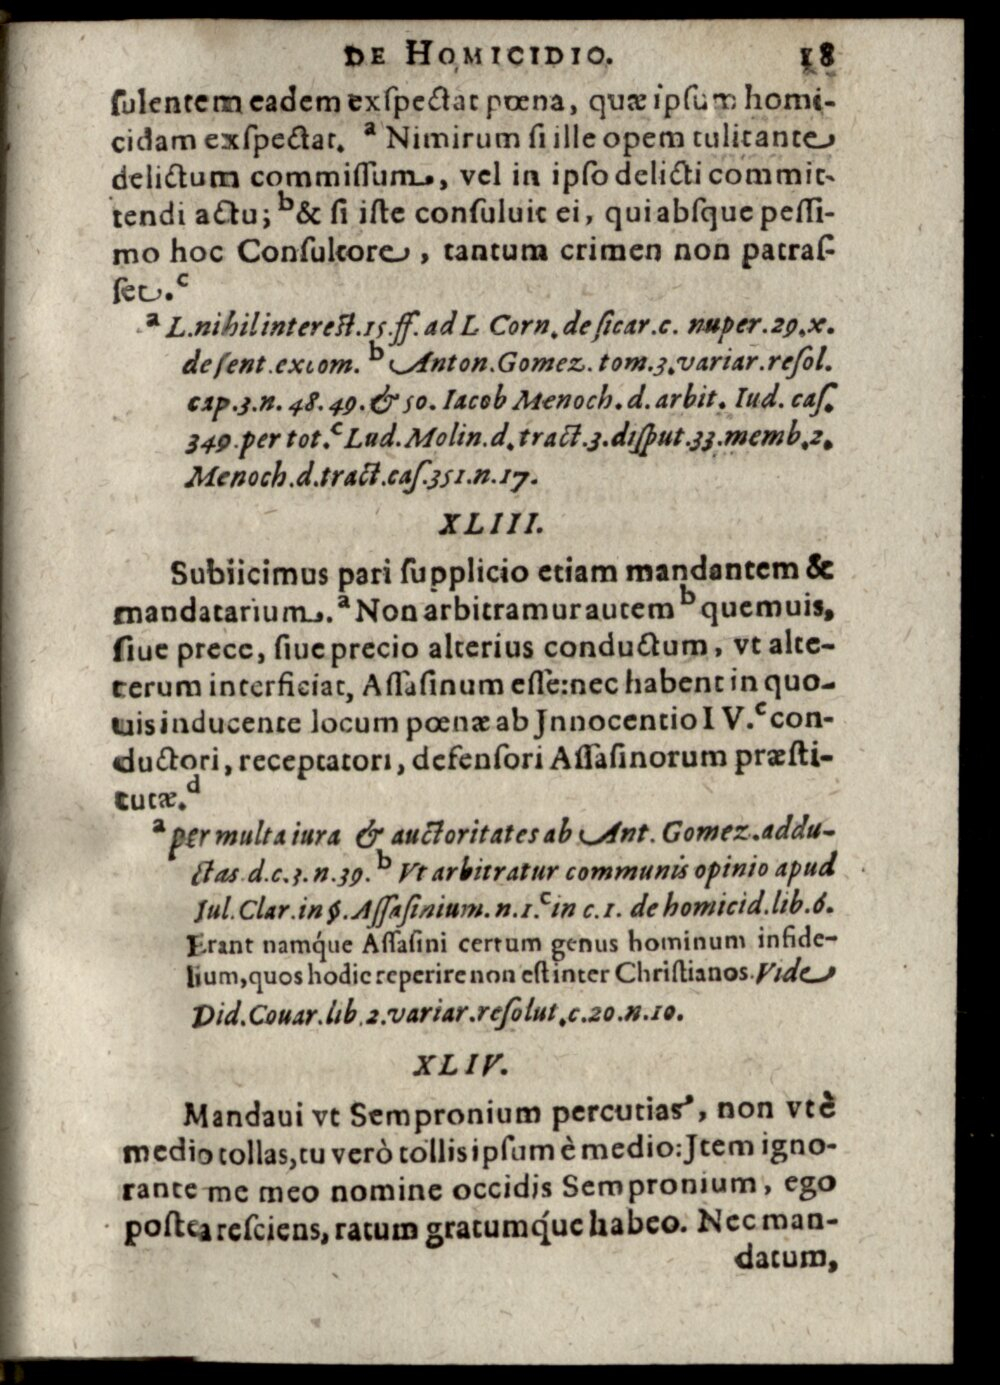 DE HOMICIDIO. 18
ſulentem eadem exſpectat pœna, quæ ipſum homi-
cidam exſpectat. ᵃ Nimirum ſi ille opem tulit ante
delictum commiſſum, vel in ipſo delicti commit-
tendi actu; ᵇ & ſi iſte conſuluit ei, qui abſque peſſi-
mo hoc Conſultore, tantum crimen non patraſ-
ſet. ᶜ
ᵃ L. nihil intereſt. 15. ff. ad L Corn. de ſicar. c. nuper. 29. x.
de ſent. excom. ᵇ Anton. Gomez. tom. 3. variar. reſol.
cap. 3. n. 48. 49. & 50. Iacob Menoch. d. arbit. Iud. caſ.
349. per tot. ᶜ Lud. Molin. d. tract. 3. diſput. 33. memb. 2.
Menoch. d. tract. caſ. 351. n. 17.
XLIII.
Subiicimus pari ſupplicio etiam mandantem &
mandatarium. ᵃ Non arbitramur autem ᵇ quemuis,
ſiue prece, ſiue precio alterius conductum, vt alte-
terum interficiat, Aſſaſinum eſſe: nec habent in quo-
uis inducente locum pœnæ ab Jnnocentio IV. ᶜ con-
ductori, receptatori, defenſori Aſſaſinorum præſti-
tutæ. ᵈ
ᵃ per multa iura & auctoritates ab Ant. Gomez. addu-
ctas d. c. 3. n. 39. ᵇ Vt arbitratur communis opinio apud
Jul. Clar. in §. Aſſaſinium. n. 1. ᶜ in c. 1. de homicid. lib. 6.
Erant namq́ue Aſſaſini certum genus hominum infide-
lium, quos hodie reperire non eſt inter Chriſtianos. Vide
Did. Couar. lib. 2. variar. reſolut. c. 20. n. 10.
XLIV.
Mandaui vt Sempronium percutias, non vt è
medio tollas, tu verò tollis ipſum è medio: Jtem igno-
rante me meo nomine occidis Sempronium, ego
poſtea reſciens, ratum gratumq́ue habeo. Nec man-
datum,